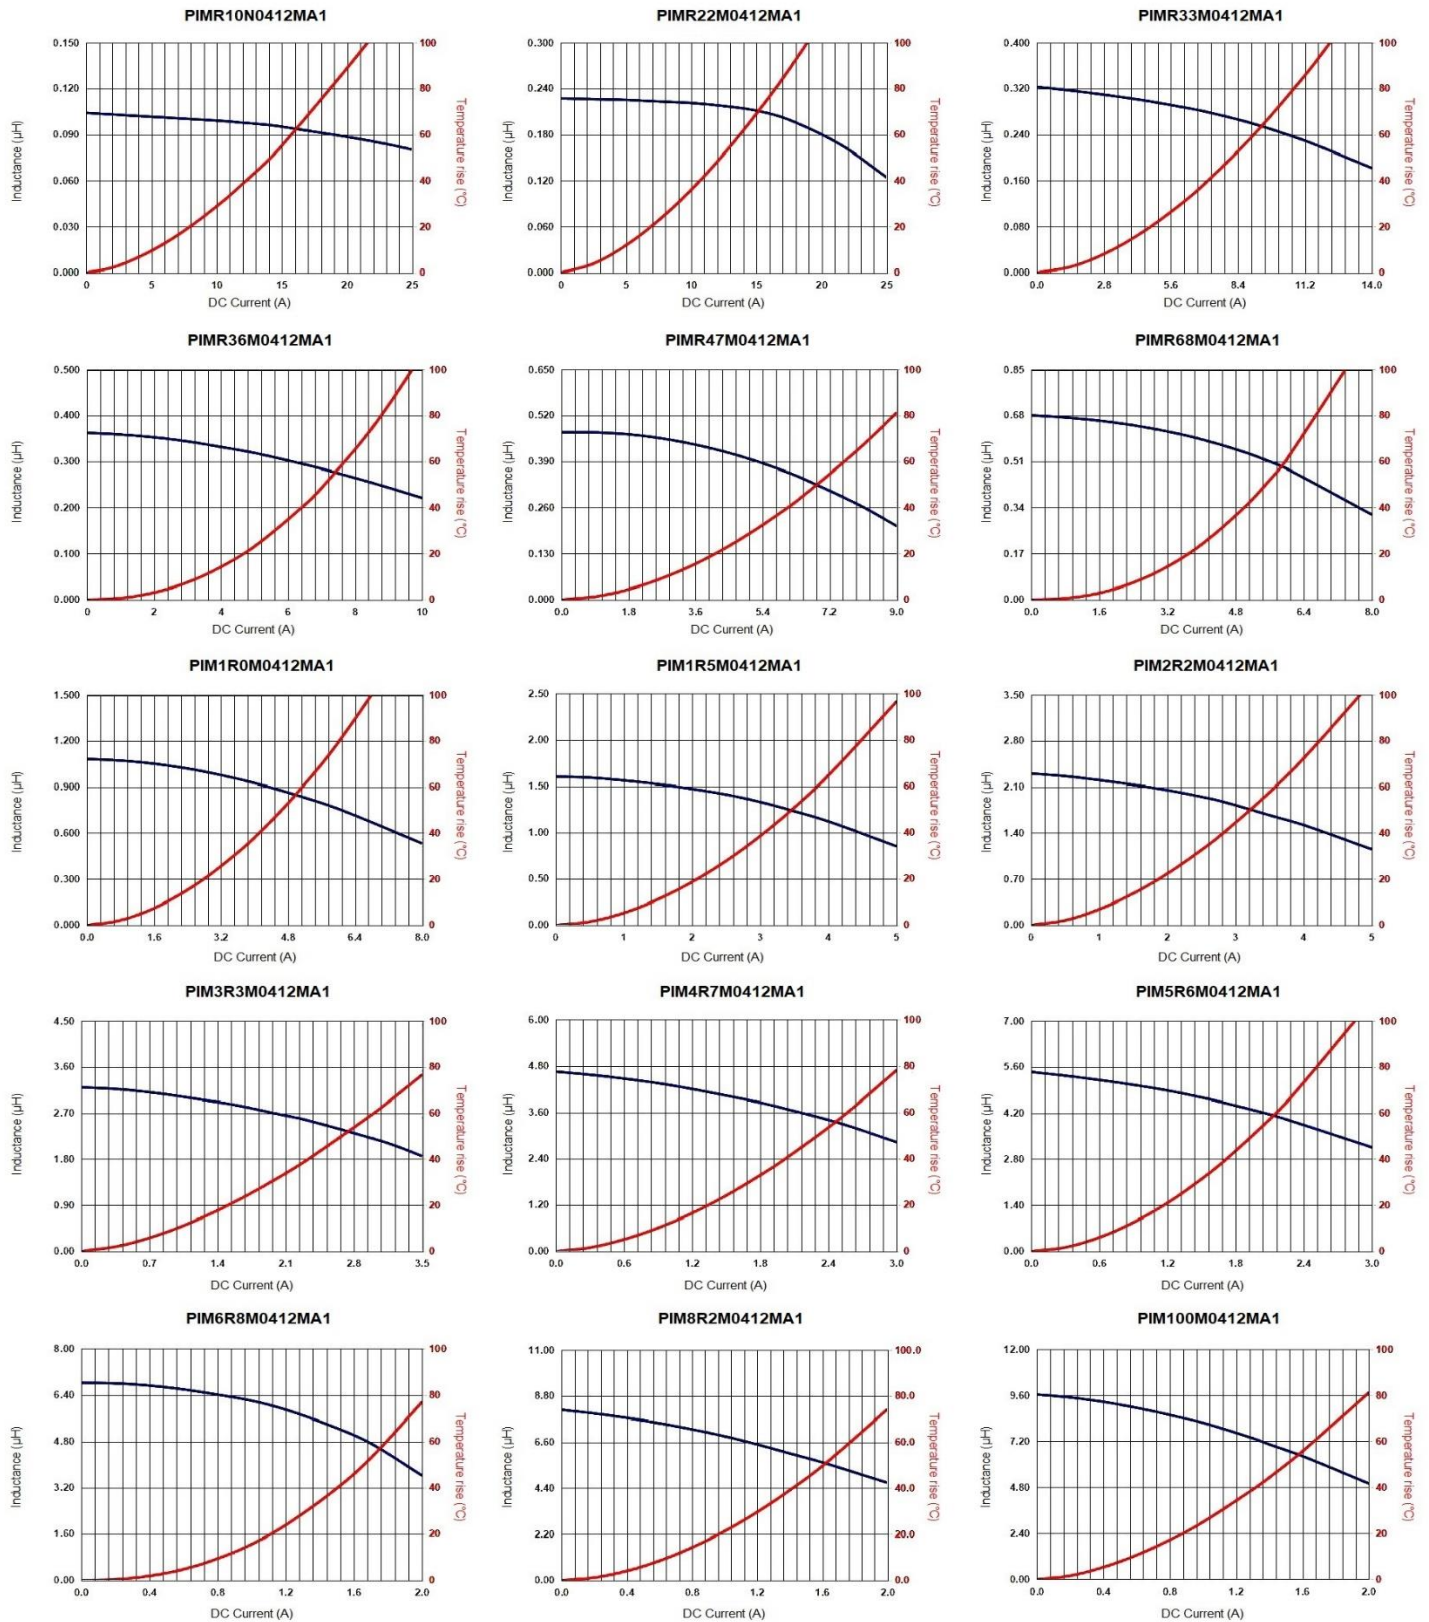 PIMR10N0412MA1 PIMR22M0412MA1 PIMR33M0412MA1
0.150 100 0.300 100 0.400 100
0.120 80 0.240 80 0.320 80
0.090 60 0.180 60 0.240 60
0.060 40 0.120 40 0.160 40
0.030 20 0.060 20 0.080 20
0.000 0 0.000 0 0.000 0
Inductance (μH) Temperature rise (°C) Inductance (μH) Temperature rise (°C) Inductance (μH) Temperature rise (°C)
0 5 10 15 20 25 0 5 10 15 20 25 0.0 2.8 5.6 8.4 11.2 14.0
DC Current (A) DC Current (A) DC Current (A)
PIMR36M0412MA1 PIMR47M0412MA1 PIMR68M0412MA1
0.500 100 0.650 100 0.85 100
0.400 80 0.520 80 0.68 80
0.300 60 0.390 60 0.51 60
0.200 40 0.260 40 0.34 40
0.100 20 0.130 20 0.17 20
0.000 0 0.000 0 0.00 0
Inductance (μH) Temperature rise (°C) Inductance (μH) Temperature rise (°C) Inductance (μH) Temperature rise (°C)
0 2 4 6 8 10 0.0 1.8 3.6 5.4 7.2 9.0 0.0 1.6 3.2 4.8 6.4 8.0
DC Current (A) DC Current (A) DC Current (A)
PIM1R0M0412MA1 PIM1R5M0412MA1 PIM2R2M0412MA1
1.500 100 2.50 100 3.50 100
1.200 80 2.00 80 2.80 80
0.900 60 1.50 60 2.10 60
0.600 40 1.00 40 1.40 40
0.300 20 0.50 20 0.70 20
0.000 0 0.00 0 0.00 0
Inductance (μH) Temperature rise (°C) Inductance (μH) Temperature rise (°C) Inductance (μH) Temperature rise (°C)
0.0 1.6 3.2 4.8 6.4 8.0 0 1 2 3 4 5 0 1 2 3 4 5
DC Current (A) DC Current (A) DC Current (A)
PIM3R3M0412MA1 PIM4R7M0412MA1 PIM5R6M0412MA1
4.50 100 6.00 100 7.00 100
3.60 80 4.80 80 5.60 80
2.70 60 3.60 60 4.20 60
1.80 40 2.40 40 2.80 40
0.90 20 1.20 20 1.40 20
0.00 0 0.00 0 0.00 0
Inductance (μH) Temperature rise (°C) Inductance (μH) Temperature rise (°C) Inductance (μH) Temperature rise (°C)
0.0 0.7 1.4 2.1 2.8 3.5 0.0 0.6 1.2 1.8 2.4 3.0 0.0 0.6 1.2 1.8 2.4 3.0
DC Current (A) DC Current (A) DC Current (A)
PIM6R8M0412MA1 PIM8R2M0412MA1 PIM100M0412MA1
8.00 100 11.00 100.0 12.00 100
6.40 80 8.80 80.0 9.60 80
4.80 60 6.60 60.0 7.20 60
3.20 40 4.40 40.0 4.80 40
1.60 20 2.20 20.0 2.40 20
0.00 0 0.00 0.0 0.00 0
Inductance (μH) Temperature rise (°C) Inductance (μH) Temperature rise (°C) Inductance (μH) Temperature rise (°C)
0.0 0.4 0.8 1.2 1.6 2.0 0.0 0.4 0.8 1.2 1.6 2.0 0.0 0.4 0.8 1.2 1.6 2.0
DC Current (A) DC Current (A) DC Current (A)